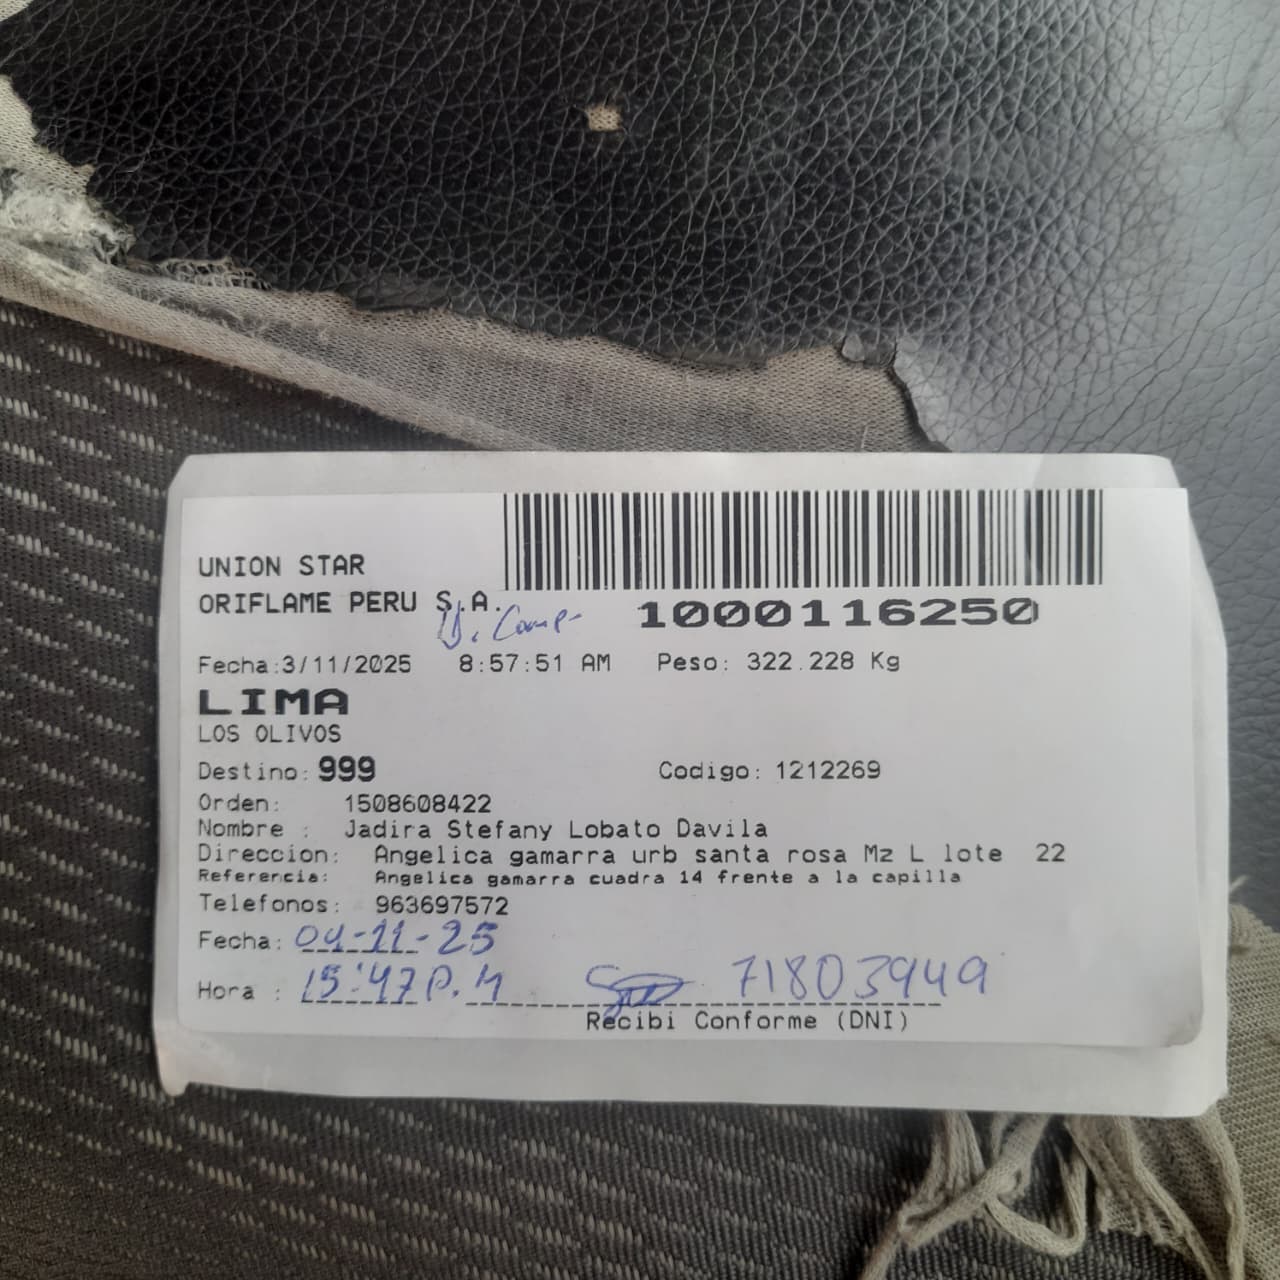 UNION STAR
ORIFLAME PERU S.A.
1000116250
Fecha:3/11/2025 8:57:51 AM Peso: 322.228 Kg
LIMA
LOS OLIVOS
Destino: 999 Codigo: 1212269
Orden: 1508608422
Nombre : Jadira Stefany Lobato Davila
Direccion: Angelica gamarra urb santa rosa Mz L lote 22
Referencia: Angelica gamarra cuadra 14 frente a la capilla
Telefonos: 963697572
Fecha: 04-11-25
Hora : 15:47 P.M 71803949
Recibi Conforme (DNI)